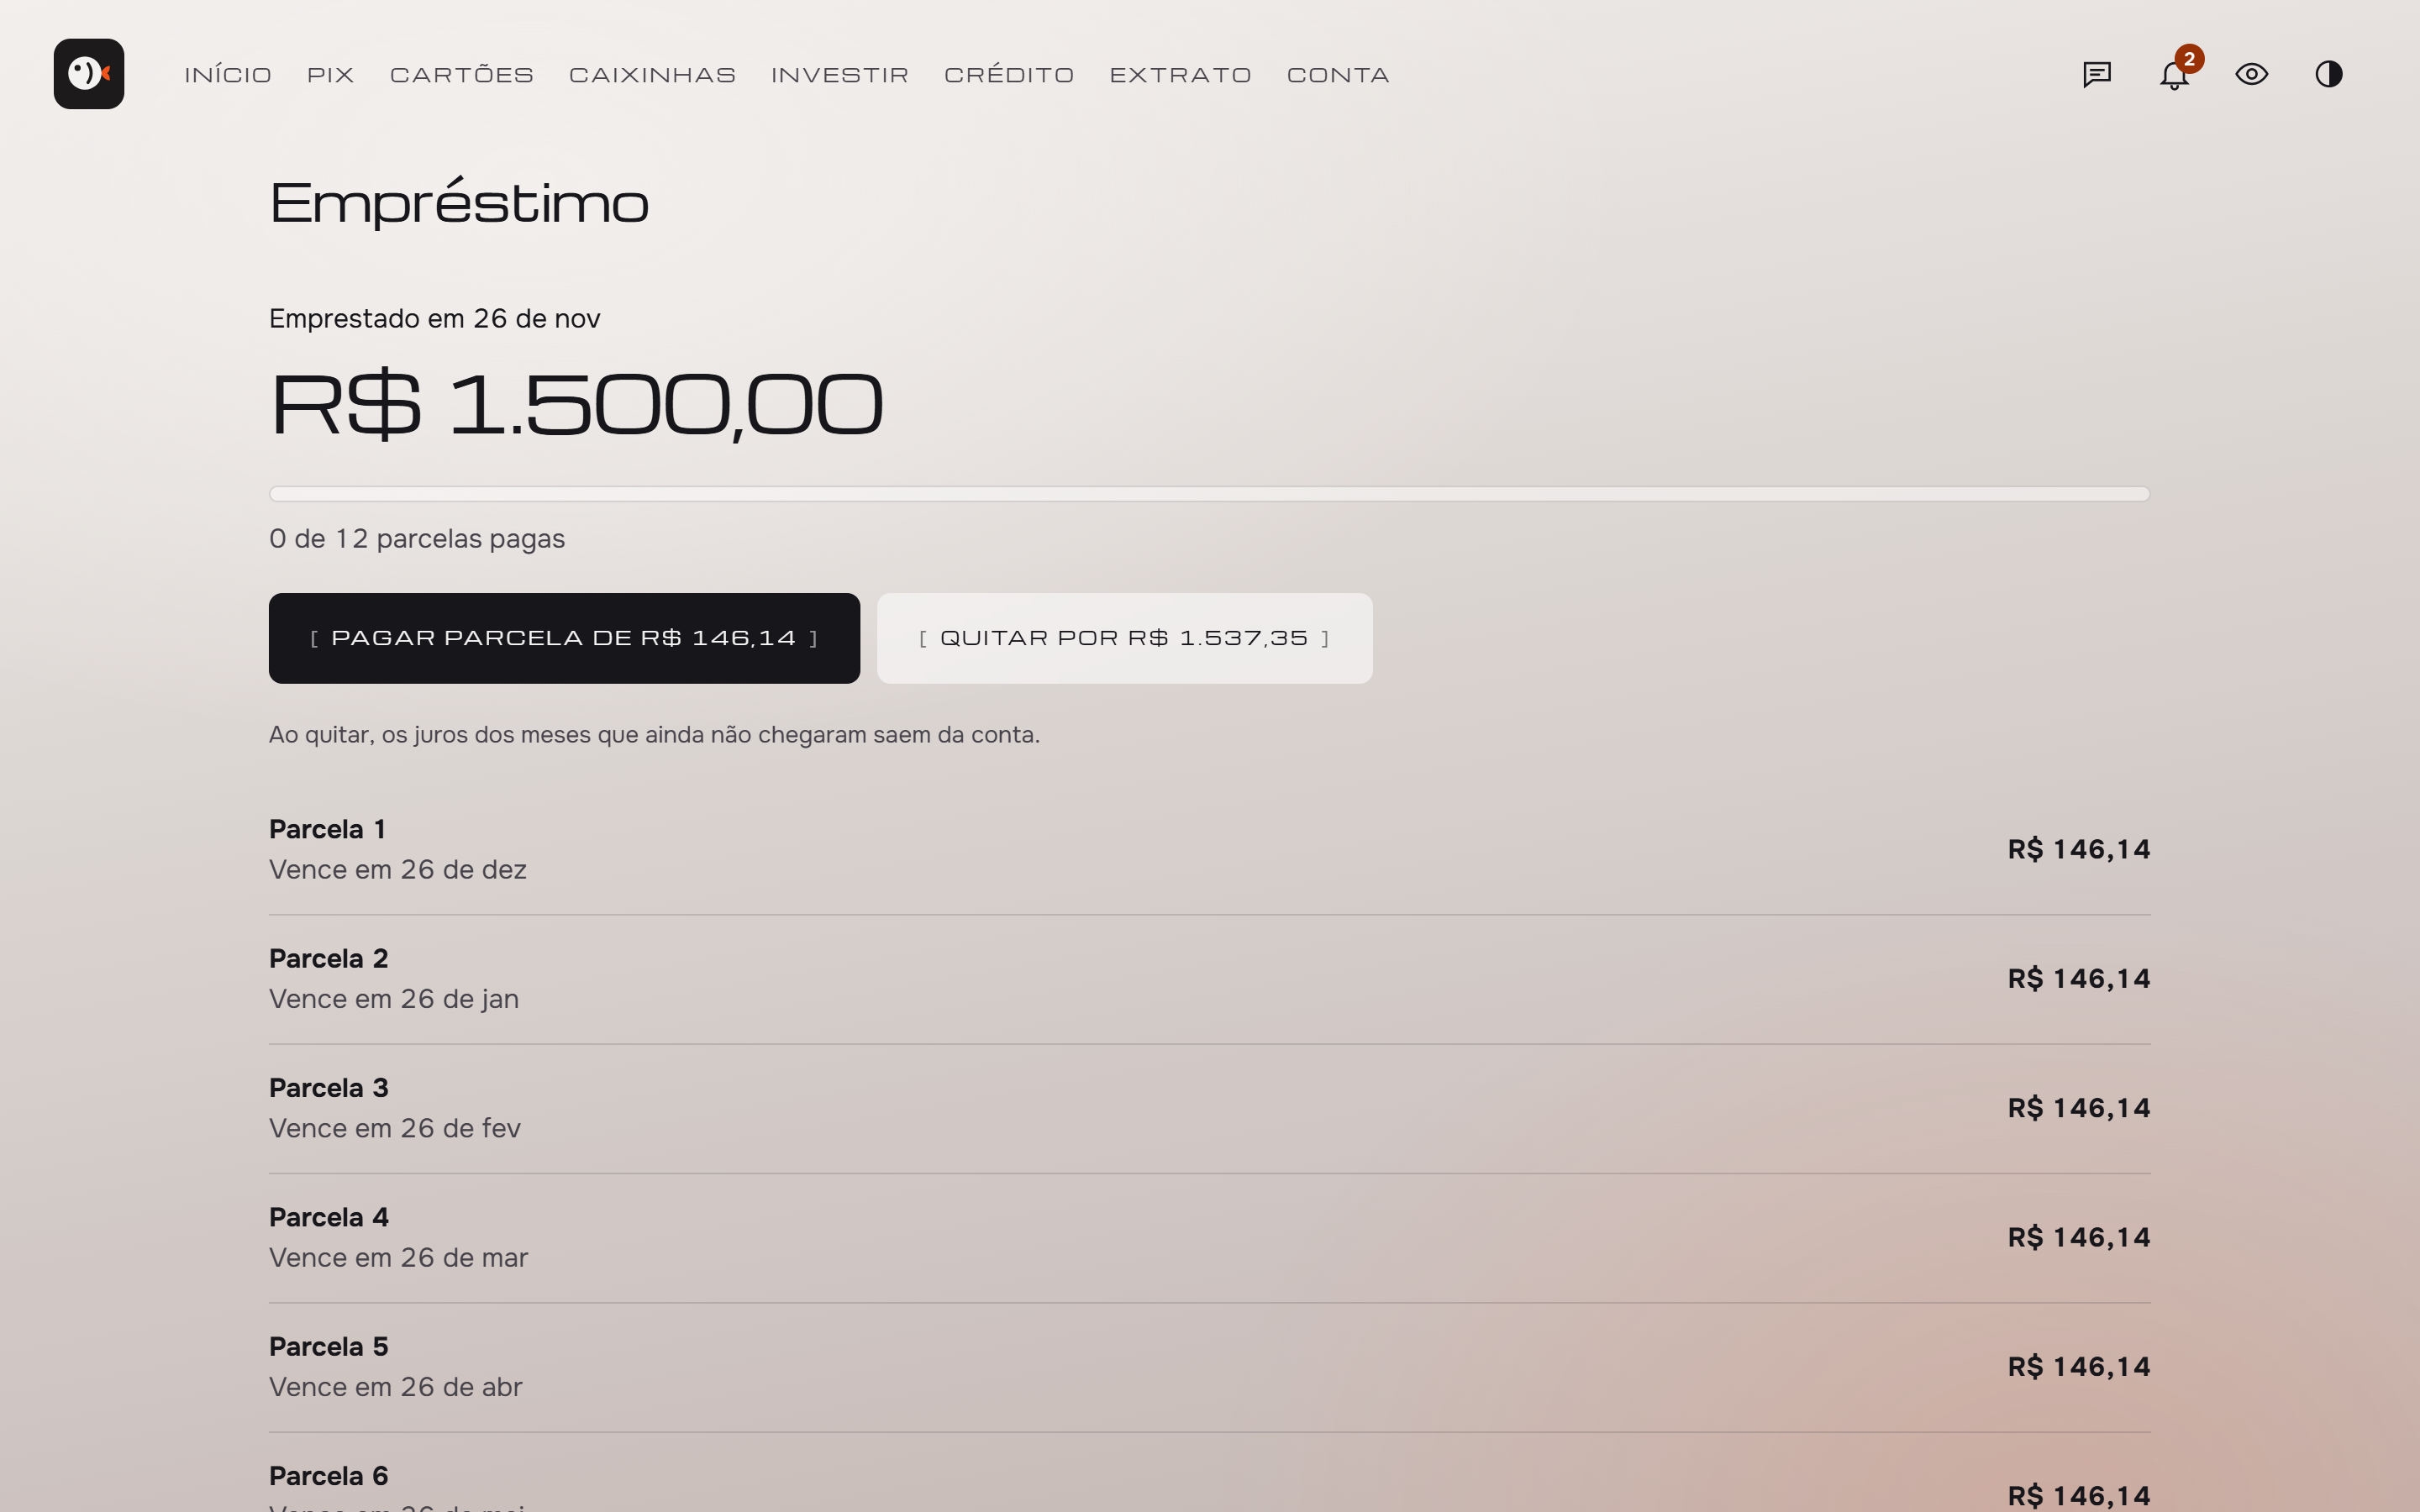 INÍCIO PIX CARTÕES CAIXINHAS INVESTIR CRÉDITO EXTRATO CONTA 2
Empréstimo
Emprestado em 26 de nov
R$ 1.500,00
0 de 12 parcelas pagas
[ PAGAR PARCELA DE R$ 146,14 ] [ QUITAR POR R$ 1.537,35 ]
Ao quitar, os juros dos meses que ainda não chegaram saem da conta.
Parcela 1
Vence em 26 de dez
R$ 146,14
Parcela 2
Vence em 26 de jan
R$ 146,14
Parcela 3
Vence em 26 de fev
R$ 146,14
Parcela 4
Vence em 26 de mar
R$ 146,14
Parcela 5
Vence em 26 de abr
R$ 146,14
Parcela 6
Vence em 26 de mai
R$ 146,14